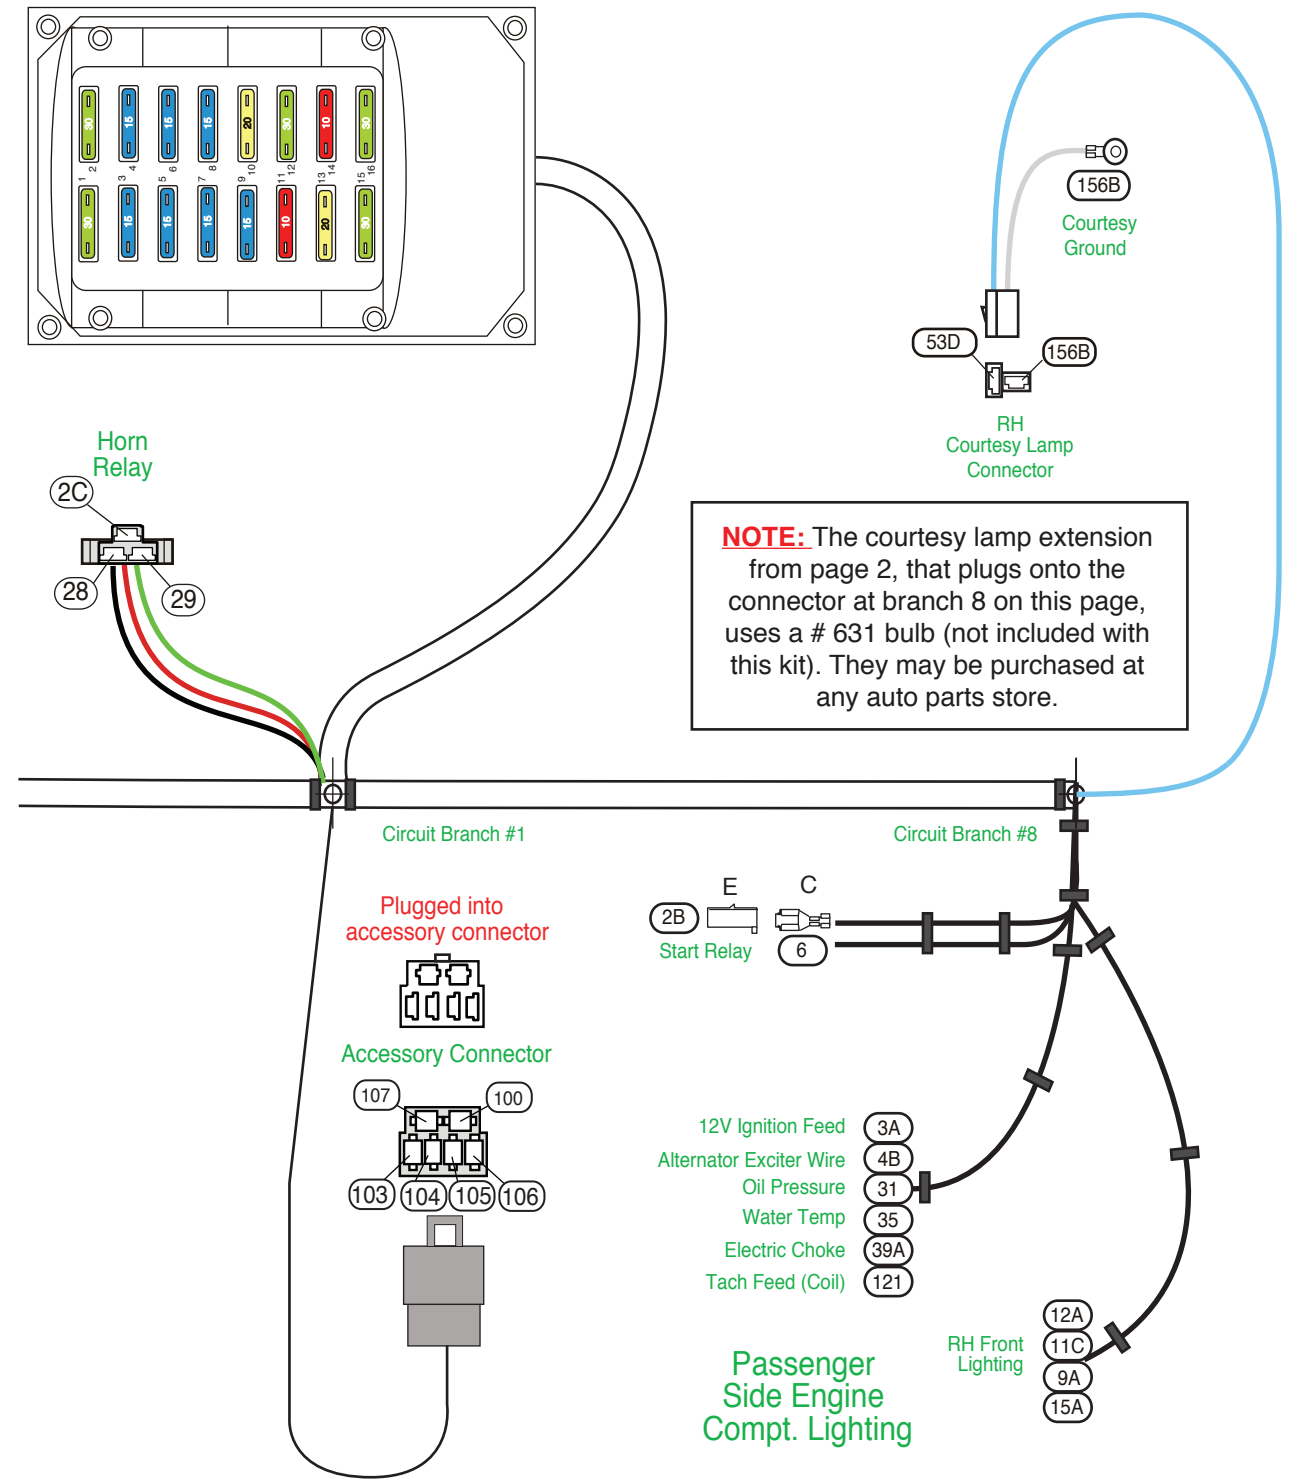 30 15 15 15 20 30 10 30
2 4 6 8 10 12 14 16
1 3 5 7 9 11 13 15
30 15 15 15 15 10 20 30
156B
Courtesy
Ground
53D
156B
RH
Courtesy Lamp
Connector
Horn
Relay
2C
28
29
NOTE: The courtesy lamp extension
from page 2, that plugs onto the
connector at branch 8 on this page,
uses a # 631 bulb (not included with
this kit). They may be purchased at
any auto parts store.
Circuit Branch #1
Circuit Branch #8
Plugged into
accessory connector
E
C
2B
6
Start Relay
Accessory Connector
107
100
103
104
105
106
12V Ignition Feed 3A
Alternator Exciter Wire 4B
Oil Pressure 31
Water Temp 35
Electric Choke 39A
Tach Feed (Coil) 121
RH Front
Lighting
12A
11C
9A
15A
Passenger
Side Engine
Compt. Lighting